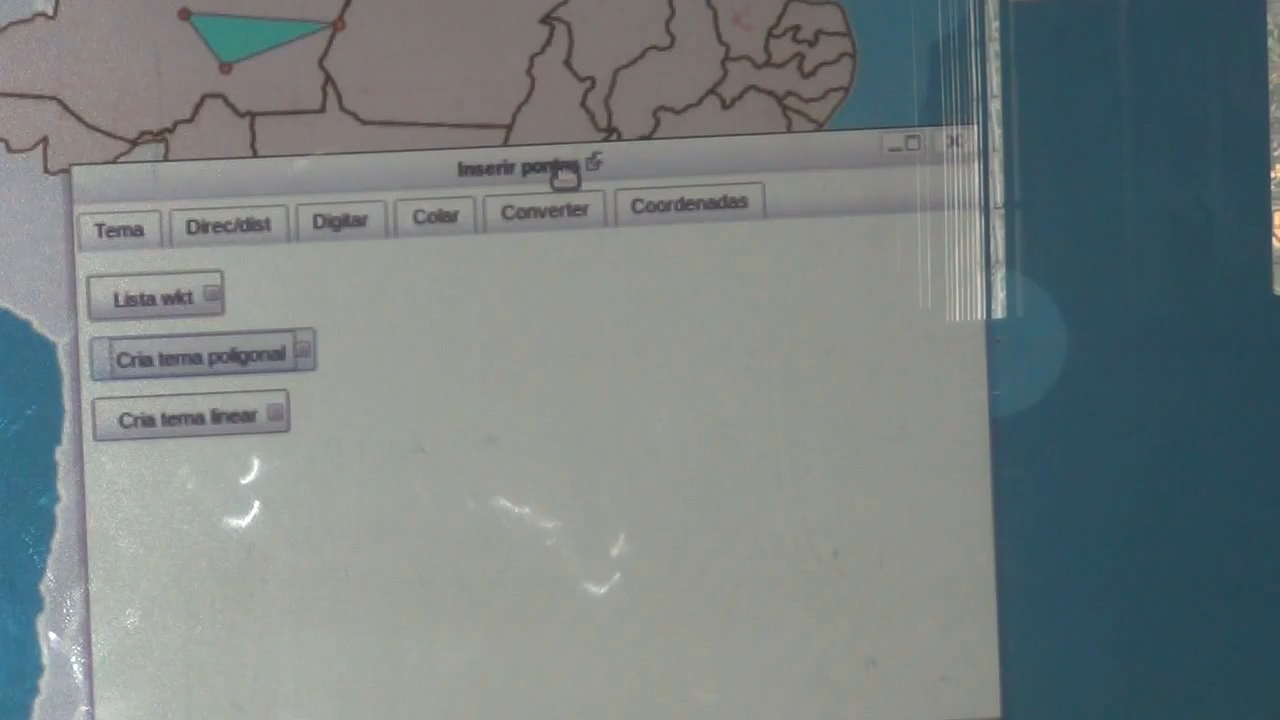 Inserir pontos
Tema Direc/dist Digitar Colar Converter Coordenadas
Lista wkt
Cria tema poligonal
Cria tema linear